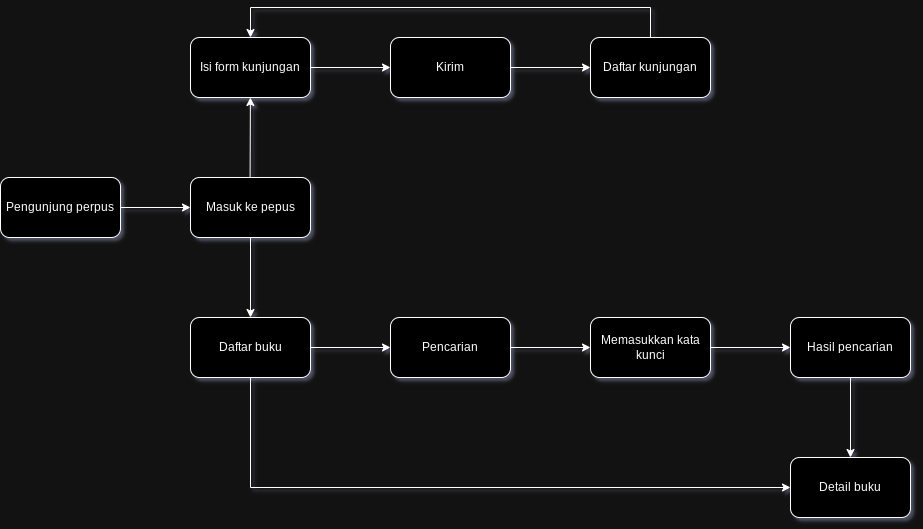 Isi form kunjungan
Kirim
Daftar kunjungan
Pengunjung perpus
Masuk ke pepus
Daftar buku
Pencarian
Memasukkan kata
kunci
Hasil pencarian
Detail buku